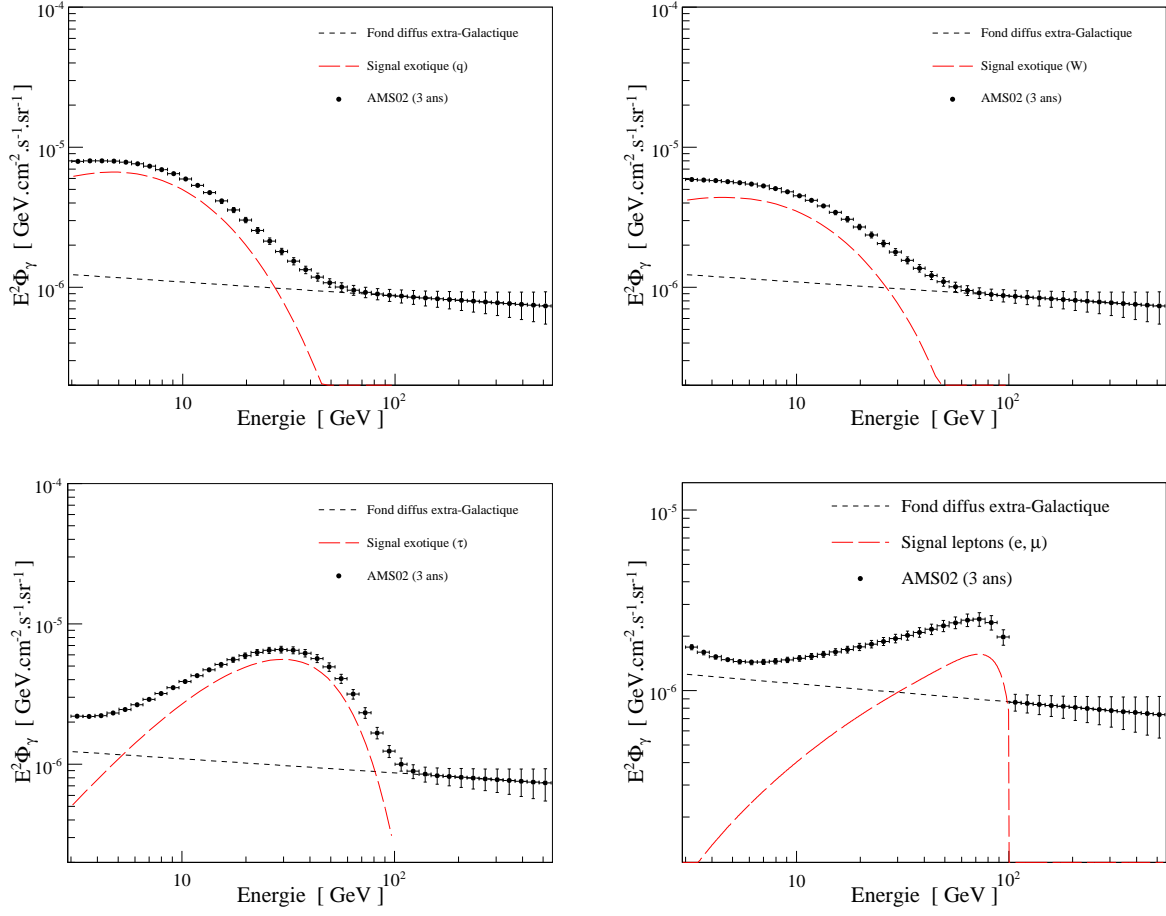 10⁻⁴
10⁻⁵
10⁻⁶
E²Φγ [ GeV.cm⁻².s⁻¹.sr⁻¹ ]
Fond diffus extra-Galactique
Signal exotique (q)
AMS02 (3 ans)
10
10²
Energie [ GeV ]
10⁻⁴
10⁻⁵
10⁻⁶
E²Φγ [ GeV.cm⁻².s⁻¹.sr⁻¹ ]
Fond diffus extra-Galactique
Signal exotique (W)
AMS02 (3 ans)
10
10²
Energie [ GeV ]
10⁻⁴
10⁻⁵
10⁻⁶
E²Φγ [ GeV.cm⁻².s⁻¹.sr⁻¹ ]
Fond diffus extra-Galactique
Signal exotique (τ)
AMS02 (3 ans)
10
10²
Energie [ GeV ]
10⁻⁵
10⁻⁶
E²Φγ [ GeV.cm⁻².s⁻¹.sr⁻¹ ]
Fond diffus extra-Galactique
Signal leptons (e, μ)
AMS02 (3 ans)
10
10²
Energie [ GeV ]